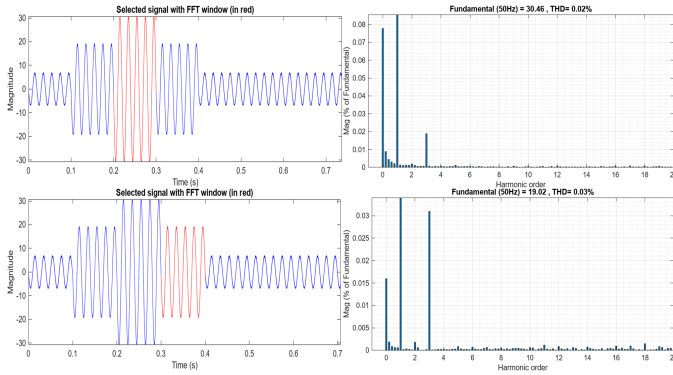 Selected signal with FFT window (in red)
30
20
10
0
-10
-20
-30
Magnitude
0 0.1 0.2 0.3 0.4 0.5 0.6 0.7
Time (s)
Fundamental (50Hz) = 30.46 , THD= 0.02%
0.08
0.07
0.06
0.05
0.04
0.03
0.02
0.01
0
Mag (% of Fundamental)
0 2 4 6 8 10 12 14 16 18 20
Harmonic order
Selected signal with FFT window (in red)
30
20
10
0
-10
-20
-30
Magnitude
0 0.1 0.2 0.3 0.4 0.5 0.6 0.7
Time (s)
Fundamental (50Hz) = 19.02 , THD= 0.03%
0.03
0.025
0.02
0.015
0.01
0.005
0
Mag (% of Fundamental)
0 2 4 6 8 10 12 14 16 18
Harmonic order